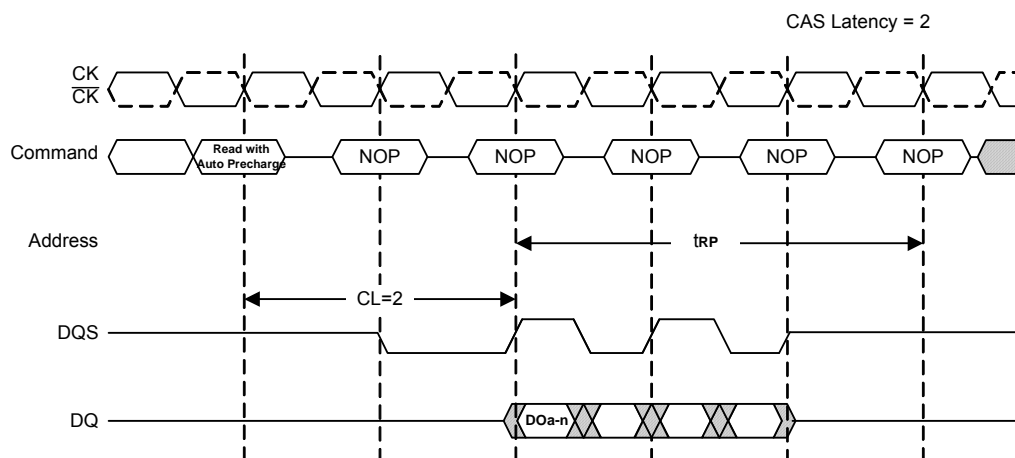 CAS Latency = 2
CK
CK
Command
Read with
Auto Precharge
NOP
NOP
NOP
NOP
NOP
Address
tRP
CL=2
DQS
DQ
DOa-n